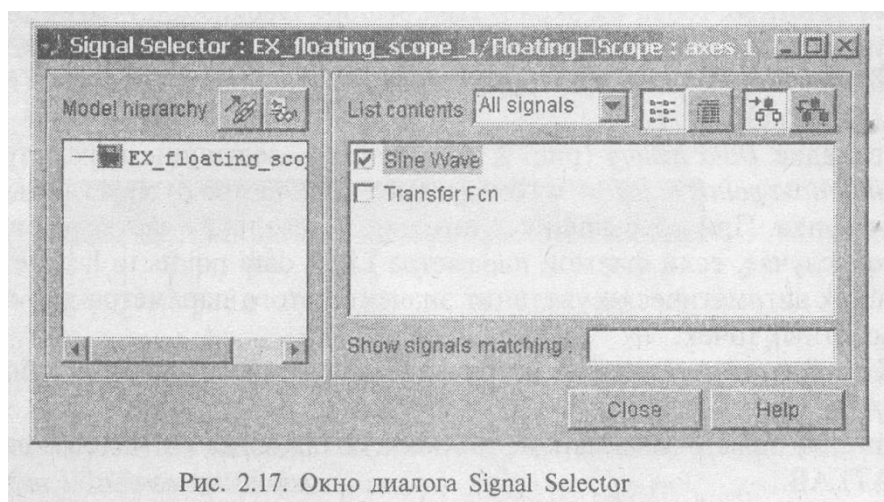 Signal Selector : EX_floating_scope_1/Floating□Scope : axes 1
Model hierarchy
List contents All signals
EX_floating_sco
Sine Wave
Transfer Fcn
Show signals matching :
Close
Help
Рис. 2.17. Окно диалога Signal Selector